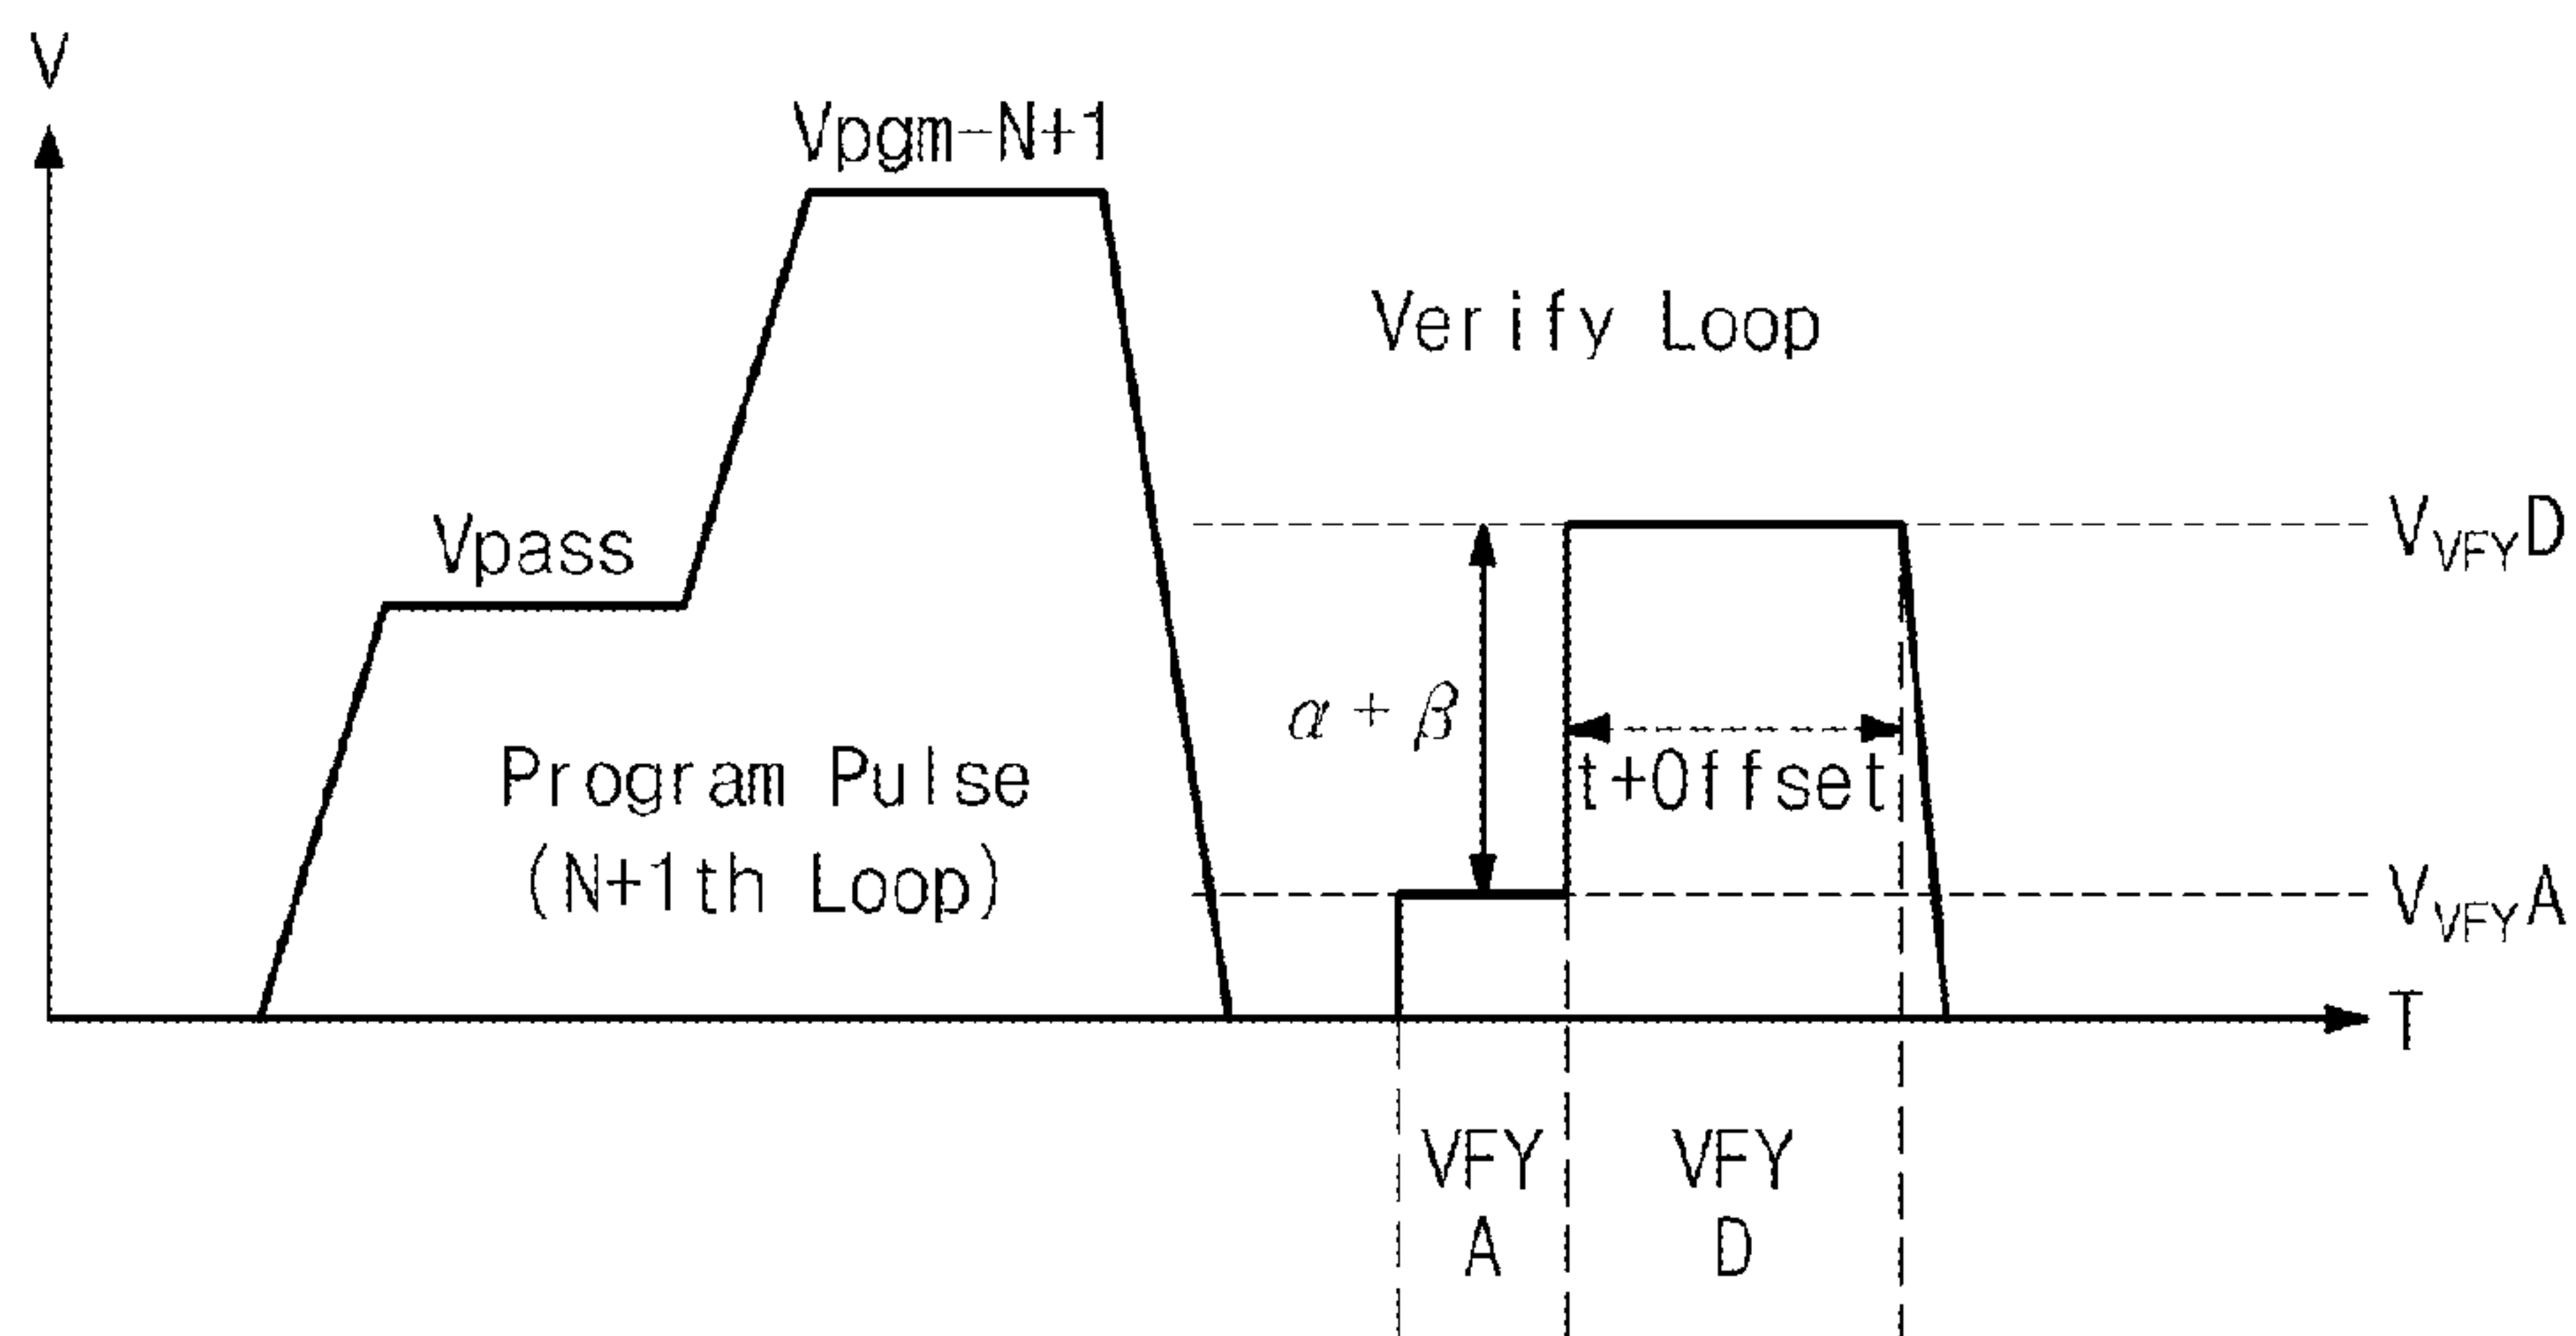 V
Vpgm-N+1
Verify Loop
Vpass
VVFYD
α+β
t+Offset
Program Pulse
(N+1th Loop)
VVFYA
T
VFY
A
VFY
D